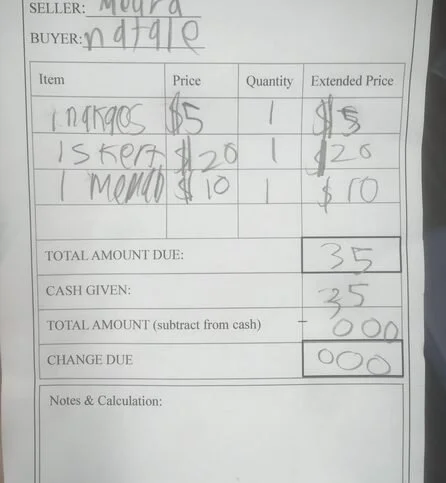 SELLER: Moura
BUYER: natale
Item Price Quantity Extended Price
1 nakaos $5 1 $5
1 skert $20 1 $20
1 $10 1 $10
TOTAL AMOUNT DUE: 35
CASH GIVEN: 35
TOTAL AMOUNT (subtract from cash) - 000
CHANGE DUE 000
Notes & Calculation: